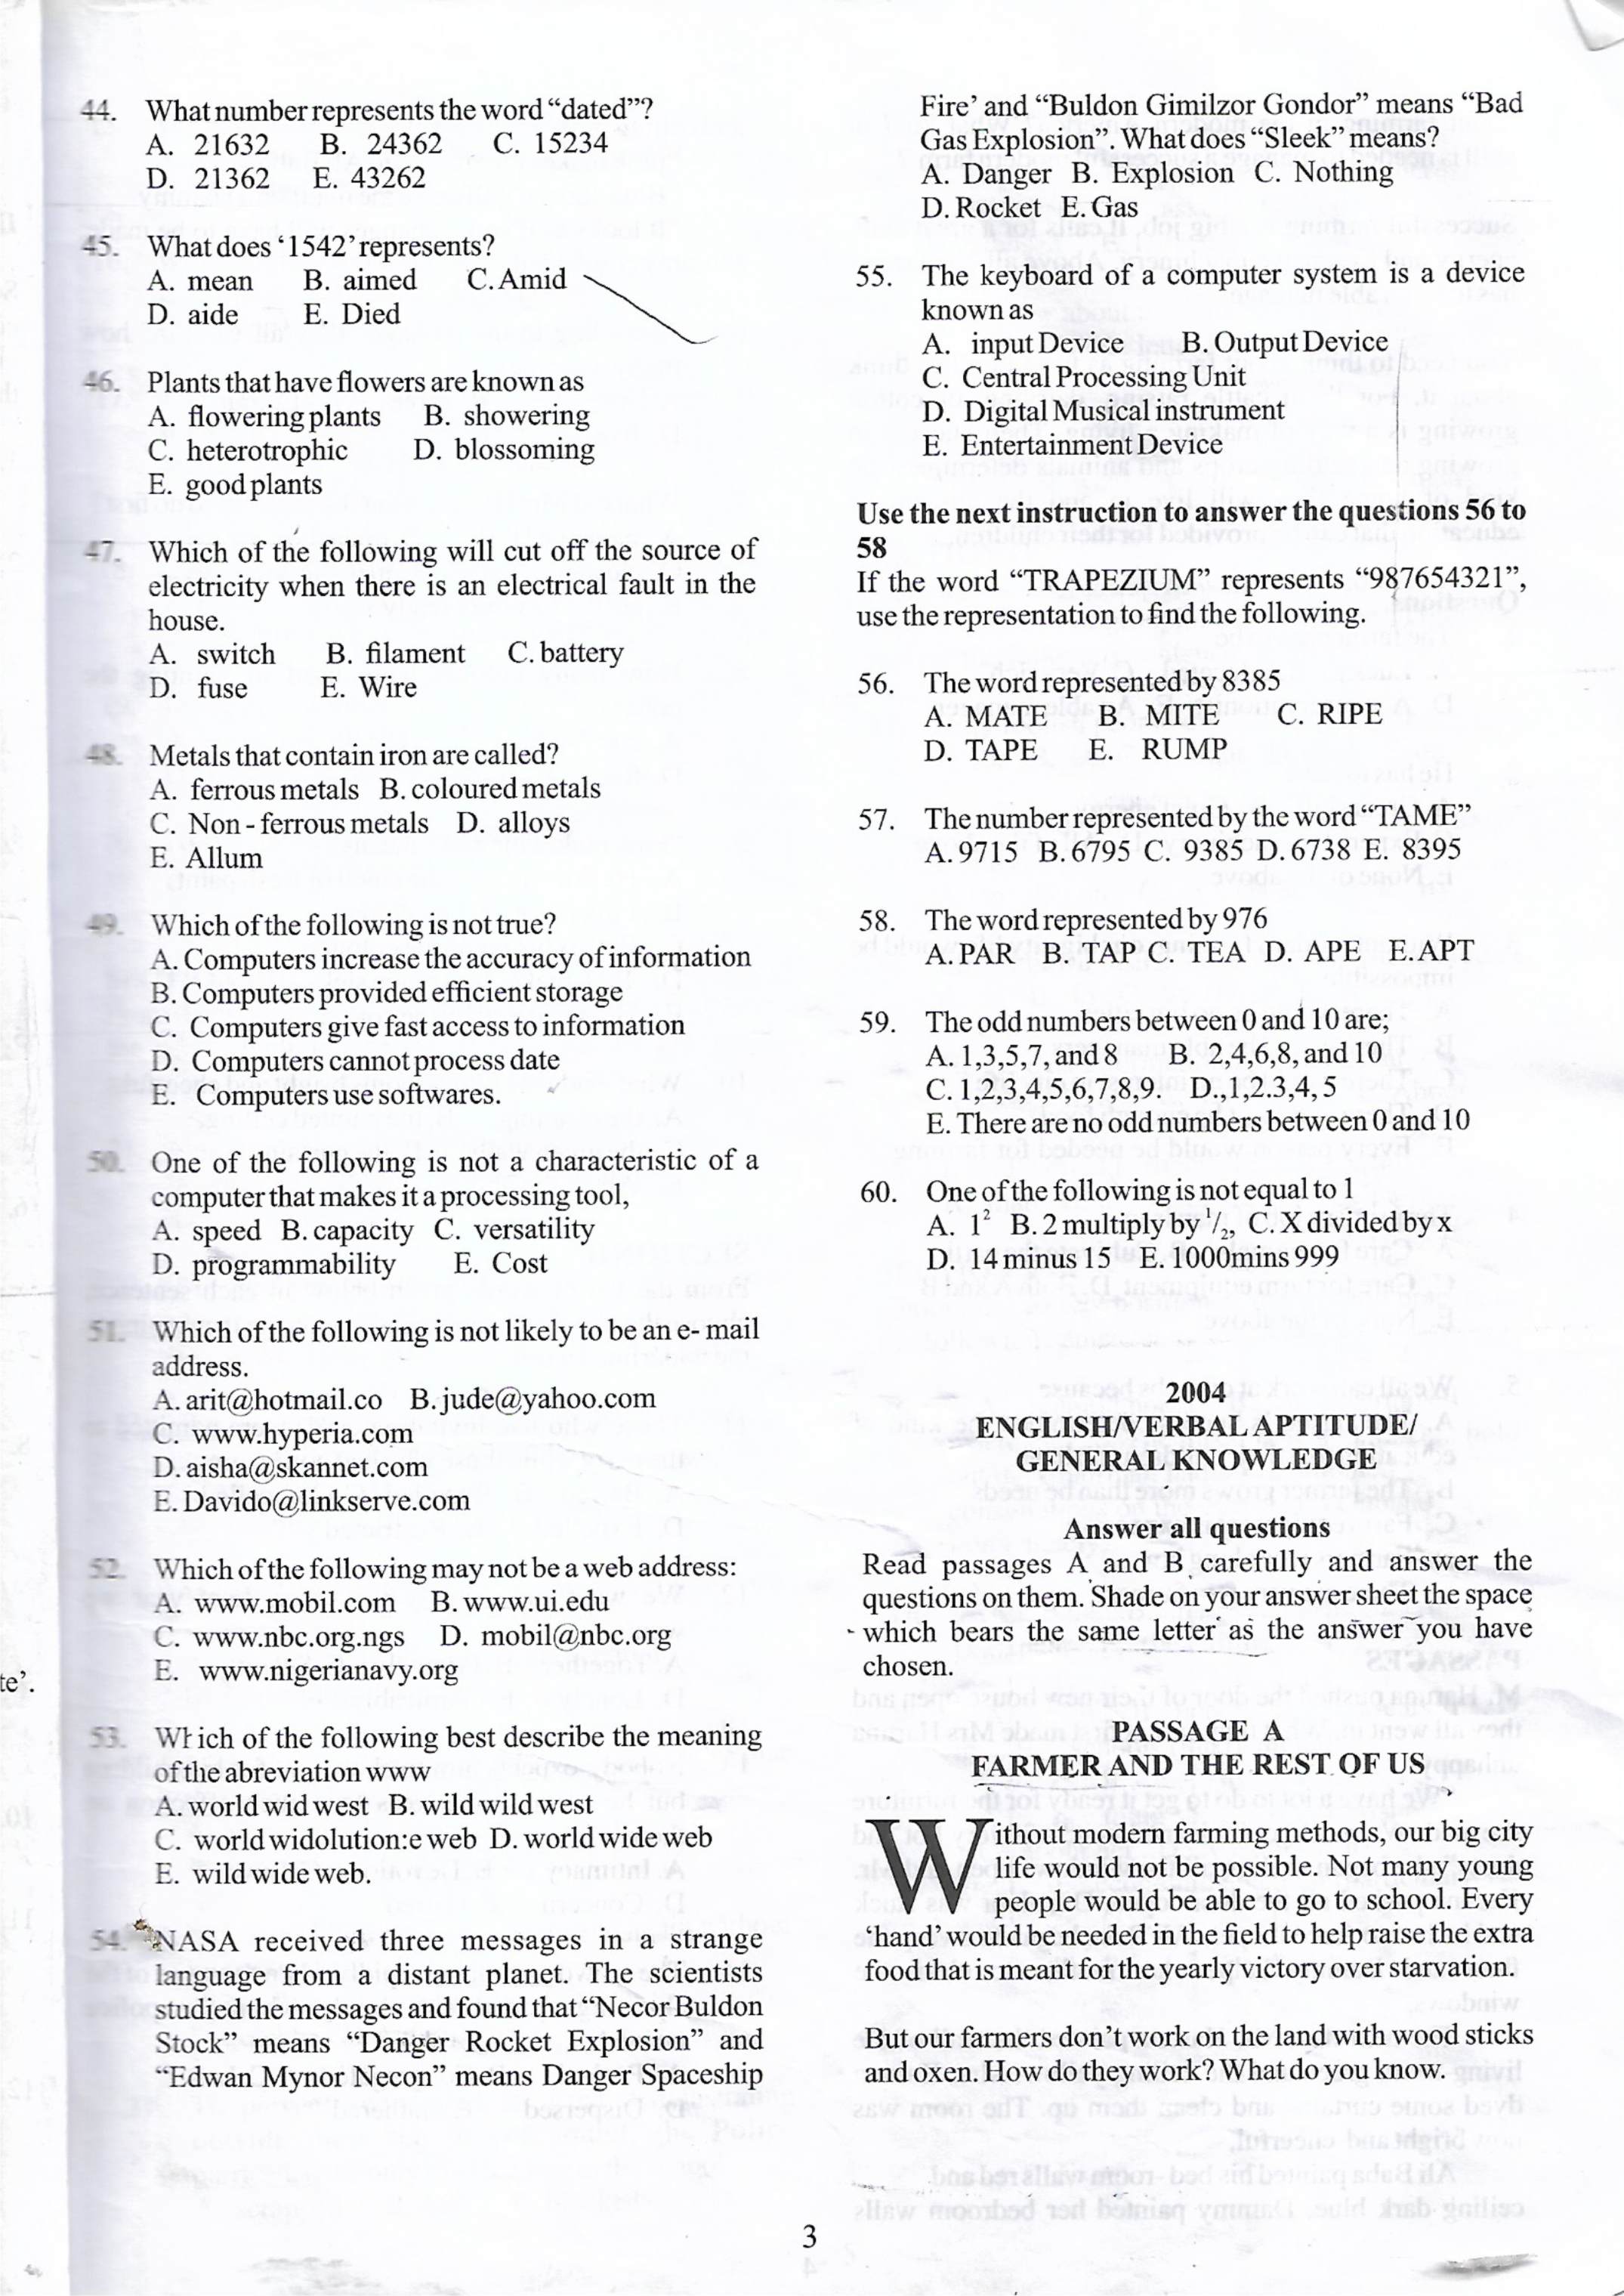 44. What number represents the word “dated”?
A. 21632 B. 24362 C. 15234
D. 21362 E. 43262
45. What does ‘1542’ represents?
A. mean B. aimed C. Amid
D. aide E. Died
46. Plants that have flowers are known as
A. flowering plants B. showering
C. heterotrophic D. blossoming
E. good plants
47. Which of the following will cut off the source of
electricity when there is an electrical fault in the
house.
A. switch B. filament C. battery
D. fuse E. Wire
48. Metals that contain iron are called?
A. ferrous metals B. coloured metals
C. Non - ferrous metals D. alloys
E. Allum
49. Which of the following is not true?
A. Computers increase the accuracy of information
B. Computers provided efficient storage
C. Computers give fast access to information
D. Computers cannot process date
E. Computers use softwares.
50. One of the following is not a characteristic of a
computer that makes it a processing tool,
A. speed B. capacity C. versatility
D. programmability E. Cost
51. Which of the following is not likely to be an e- mail
address.
A. arit@hotmail.co B. jude@yahoo.com
C. www.hyperia.com
D. aisha@skannet.com
E. Davido@linkserve.com
52. Which of the following may not be a web address:
A. www.mobil.com B. www.ui.edu
C. www.nbc.org.ngs D. mobil@nbc.org
E. www.nigerianavy.org
te’.
53. Which of the following best describe the meaning
of the abreviation www
A. world wid west B. wild wild west
C. world widolution:e web D. world wide web
E. wild wide web.
54. NASA received three messages in a strange
language from a distant planet. The scientists
studied the messages and found that “Necor Buldon
Stock” means “Danger Rocket Explosion” and
“Edwan Mynor Necon” means Danger Spaceship
Fire’ and “Buldon Gimilzor Gondor” means “Bad
Gas Explosion”. What does “Sleek” means?
A. Danger B. Explosion C. Nothing
D. Rocket E. Gas
55. The keyboard of a computer system is a device
known as
A. input Device B. Output Device
C. Central Processing Unit
D. Digital Musical instrument
E. Entertainment Device
Use the next instruction to answer the questions 56 to
58
If the word “TRAPEZIUM” represents “987654321”,
use the representation to find the following.
56. The word represented by 8385
A. MATE B. MITE C. RIPE
D. TAPE E. RUMP
57. The number represented by the word “TAME”
A. 9715 B. 6795 C. 9385 D. 6738 E. 8395
58. The word represented by 976
A. PAR B. TAP C. TEA D. APE E. APT
59. The odd numbers between 0 and 10 are;
A. 1,3,5,7, and 8 B. 2,4,6,8, and 10
C. 1,2,3,4,5,6,7,8,9. D.,1,2.3,4, 5
E. There are no odd numbers between 0 and 10
60. One of the following is not equal to 1
A. 1² B. 2 multiply by ¹/₂, C. X divided by x
D. 14 minus 15 E. 1000mins 999
2004
ENGLISH/VERBAL APTITUDE/
GENERAL KNOWLEDGE
Answer all questions
Read passages A and B carefully and answer the
questions on them. Shade on your answer sheet the space
which bears the same letter as the answer you have
chosen.
PASSAGE A
FARMER AND THE REST OF US
Without modern farming methods, our big city
life would not be possible. Not many young
people would be able to go to school. Every
‘hand’ would be needed in the field to help raise the extra
food that is meant for the yearly victory over starvation.
But our farmers don’t work on the land with wood sticks
and oxen. How do they work? What do you know.
3